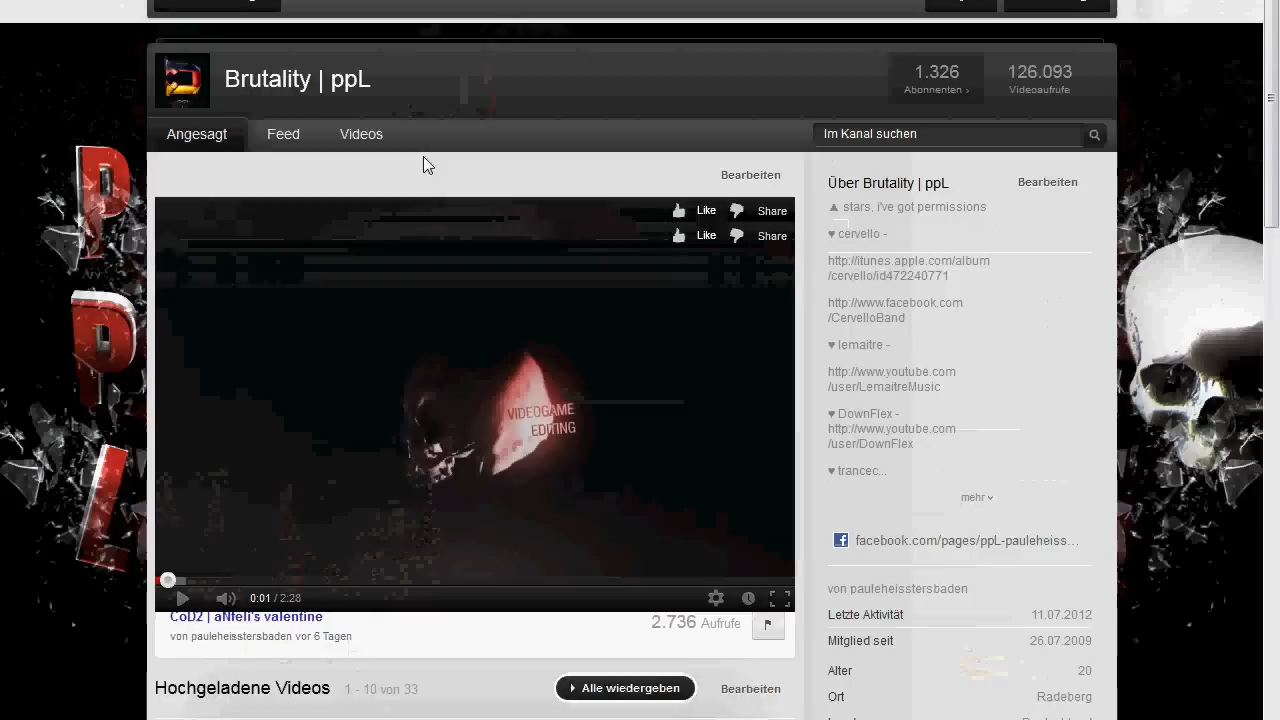 Brutality | ppL
1.326
Abonnenten ›
126.093
Videoaufrufe
Angesagt
Feed
Videos
Im Kanal suchen
Bearbeiten
Like
Share
Like
Share
VIDEOGAME
EDITING
0:01 / 2:28
CoD2 | aNfeli's valentine
von pauleheisstersbaden vor 6 Tagen
2.736 Aufrufe
Hochgeladene Videos
1 - 10 von 33
Alle wiedergeben
Bearbeiten
Über Brutality | ppL
Bearbeiten
▲ stars, i've got permissions
♥ cervello -
http://itunes.apple.com/album
/cervello/id472240771
http://www.facebook.com
/CervelloBand
♥ lemaitre -
http://www.youtube.com
/user/LemaitreMusic
♥ DownFlex -
http://www.youtube.com
/user/DownFlex
♥ trancec...
mehr
facebook.com/pages/ppL-pauleheiss...
von pauleheisstersbaden
Letzte Aktivität
11.07.2012
Mitglied seit
26.07.2009
Alter
20
Ort
Radeberg
P
P
L